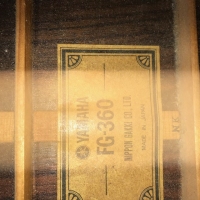 YAMAHA
FG-360
NIPPON GAKKI CO., LTD.
MADE IN JAPAN